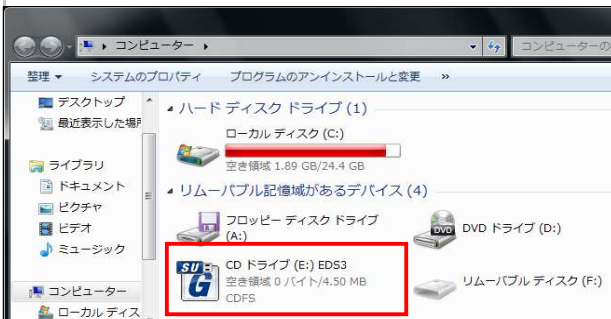 コンピューター
コンピューターの
整理 システムのプロパティ プログラムのアンインストールと変更 »
デスクトップ
最近表示した場所
ライブラリ
ドキュメント
ピクチャ
ビデオ
ミュージック
コンピューター
ローカル ディス
ハード ディスク ドライブ (1)
ローカル ディスク (C:)
空き領域 1.89 GB/24.4 GB
リムーバブル記憶域があるデバイス (4)
フロッピー ディスク ドライブ
(A:)
DVD
DVD ドライブ (D:)
SU
G
CD ドライブ (E:) EDS3
空き領域 0 バイト/4.50 MB
CDFS
リムーバブル ディスク (F:)